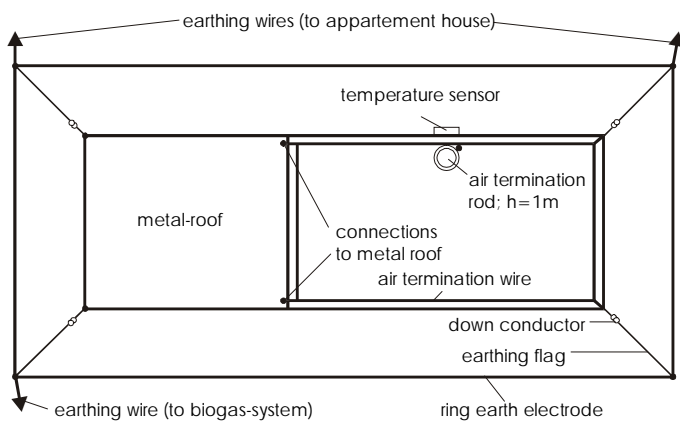 earthing wires (to appartement house)
temperature sensor
air termination
rod; h=1m
metal-roof
connections
to metal roof
air termination wire
down conductor
earthing flag
earthing wire (to biogas-system)
ring earth electrode